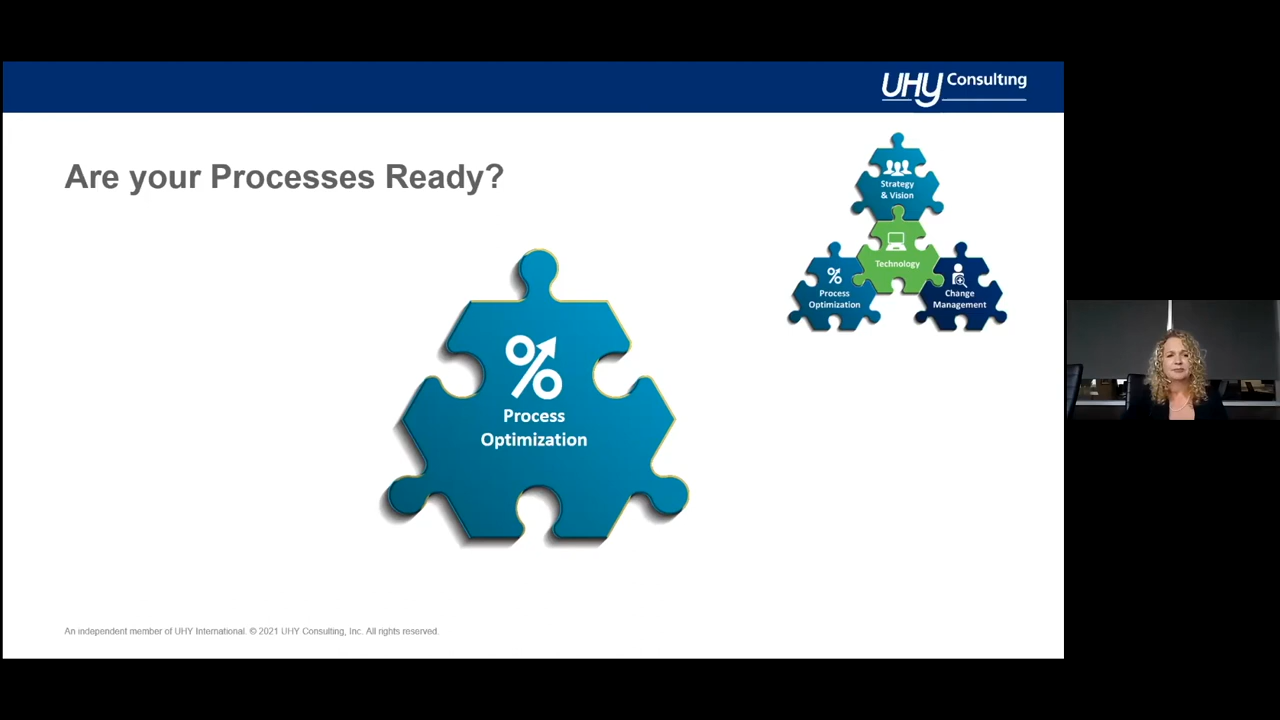 UHY Consulting
Are your Processes Ready?
Strategy
& Vision
Technology
Process
Optimization
Change
Management
Process
Optimization
An independent member of UHY International. © 2021 UHY Consulting, Inc. All rights reserved.